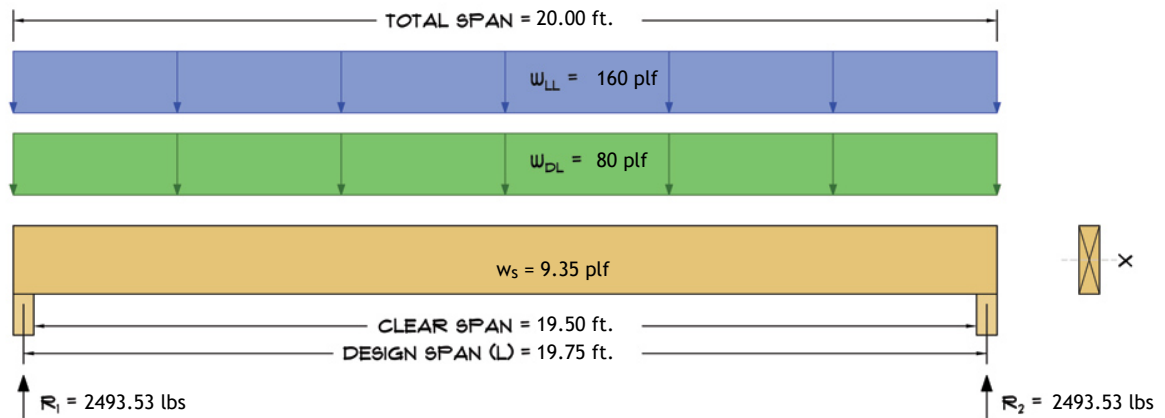 TOTAL SPAN = 20.00 ft.
WLL = 160 plf
WDL = 80 plf
ws = 9.35 plf
X
CLEAR SPAN = 19.50 ft.
DESIGN SPAN (L) = 19.75 ft.
R1 = 2493.53 lbs
R2 = 2493.53 lbs